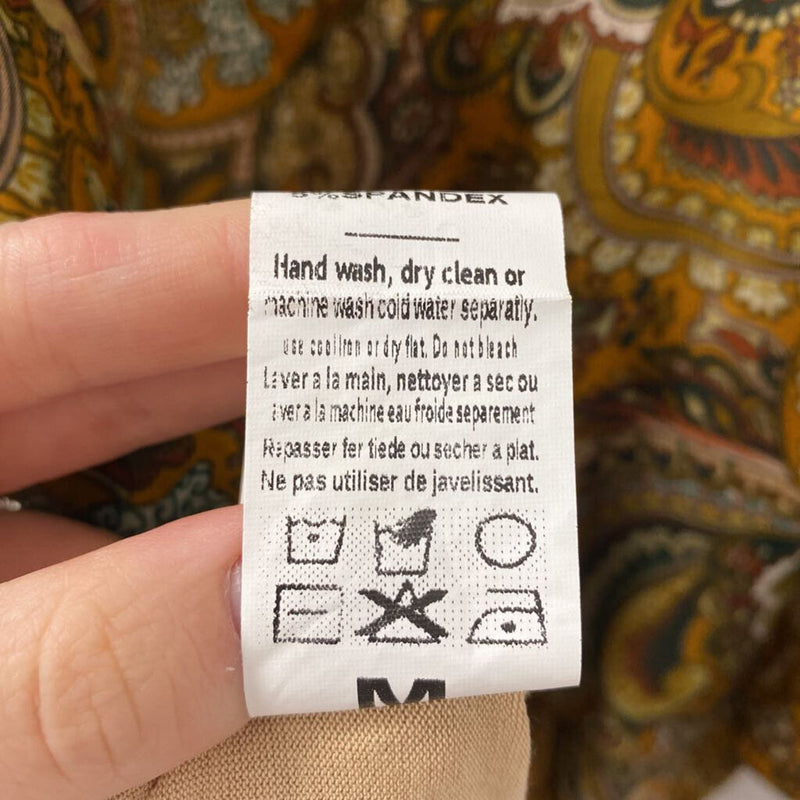 5%SPANDEX
Hand wash, dry clean or
machine wash cold water separatly.
use cool iron or dry flat. Do not bleach
Laver a la main, nettoyer a sec ou
aver a la machine eau froide separement
Repasser fer tiede ou secher a plat.
Ne pas utiliser de javelissant.
M